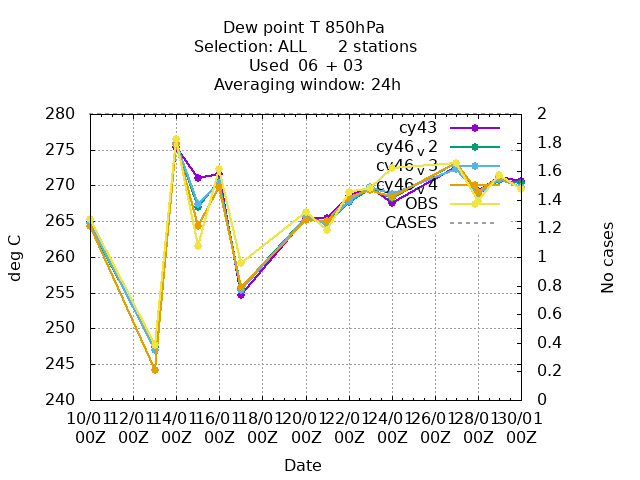 Dew point T 850hPa
Selection: ALL 2 stations
Used 06 + 03
Averaging window: 24h
280
275
270
265
260
255
250
245
240
2
1.8
1.6
1.4
1.2
1
0.8
0.6
0.4
0.2
0
cy43
cy46_v2
cy46_v3
cy46_v4
OBS
CASES
deg C
No cases
10/01 12/01 14/01 16/01 18/01 20/01 22/01 24/01 26/01 28/01 30/01
00Z 00Z 00Z 00Z 00Z 00Z 00Z 00Z 00Z 00Z 00Z
Date